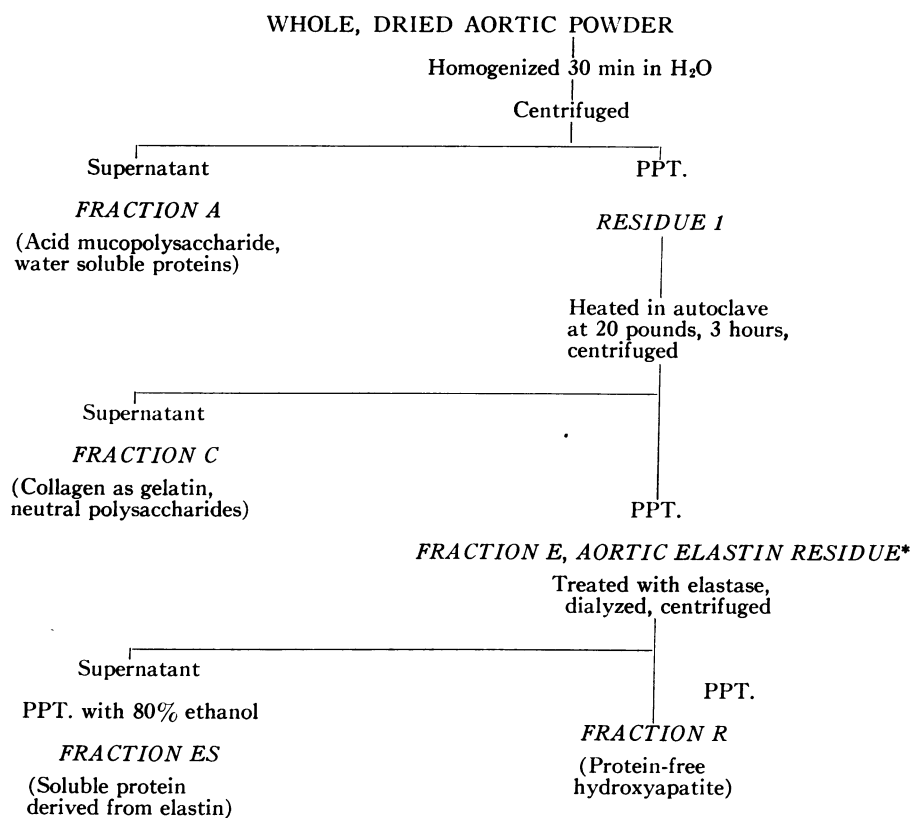 WHOLE, DRIED AORTIC POWDER
Homogenized 30 min in H₂O
Centrifuged
Supernatant
PPT.
FRACTION A
(Acid mucopolysaccharide,
water soluble proteins)
RESIDUE 1
Heated in autoclave
at 20 pounds, 3 hours,
centrifuged
Supernatant
FRACTION C
(Collagen as gelatin,
neutral polysaccharides)
PPT.
FRACTION E, AORTIC ELASTIN RESIDUE*
Treated with elastase,
dialyzed, centrifuged
Supernatant
PPT. with 80% ethanol
FRACTION ES
(Soluble protein
derived from elastin)
PPT.
FRACTION R
(Protein-free
hydroxyapatite)